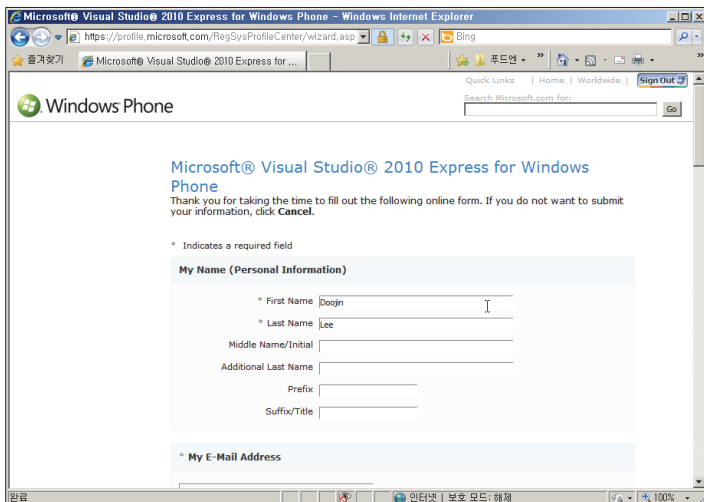 Microsoft® Visual Studio® 2010 Express for Windows Phone - Windows Internet Explorer
https://profile.microsoft.com/RegSysProfileCenter/wizard.asp
Bing
즐겨찾기
Microsoft® Visual Studio® 2010 Express for ...
푸드엔
Quick Links | Home | Worldwide |
Sign Out
Windows Phone
Search Microsoft.com for:
Go
Microsoft® Visual Studio® 2010 Express for Windows
Phone
Thank you for taking the time to fill out the following online form. If you do not want to submit
your information, click Cancel.
* Indicates a required field
My Name (Personal Information)
* First Name Doojin
* Last Name Lee
Middle Name/Initial
Additional Last Name
Prefix
Suffix/Title
* My E-Mail Address
완료
인터넷 | 보호 모드: 해제
100%